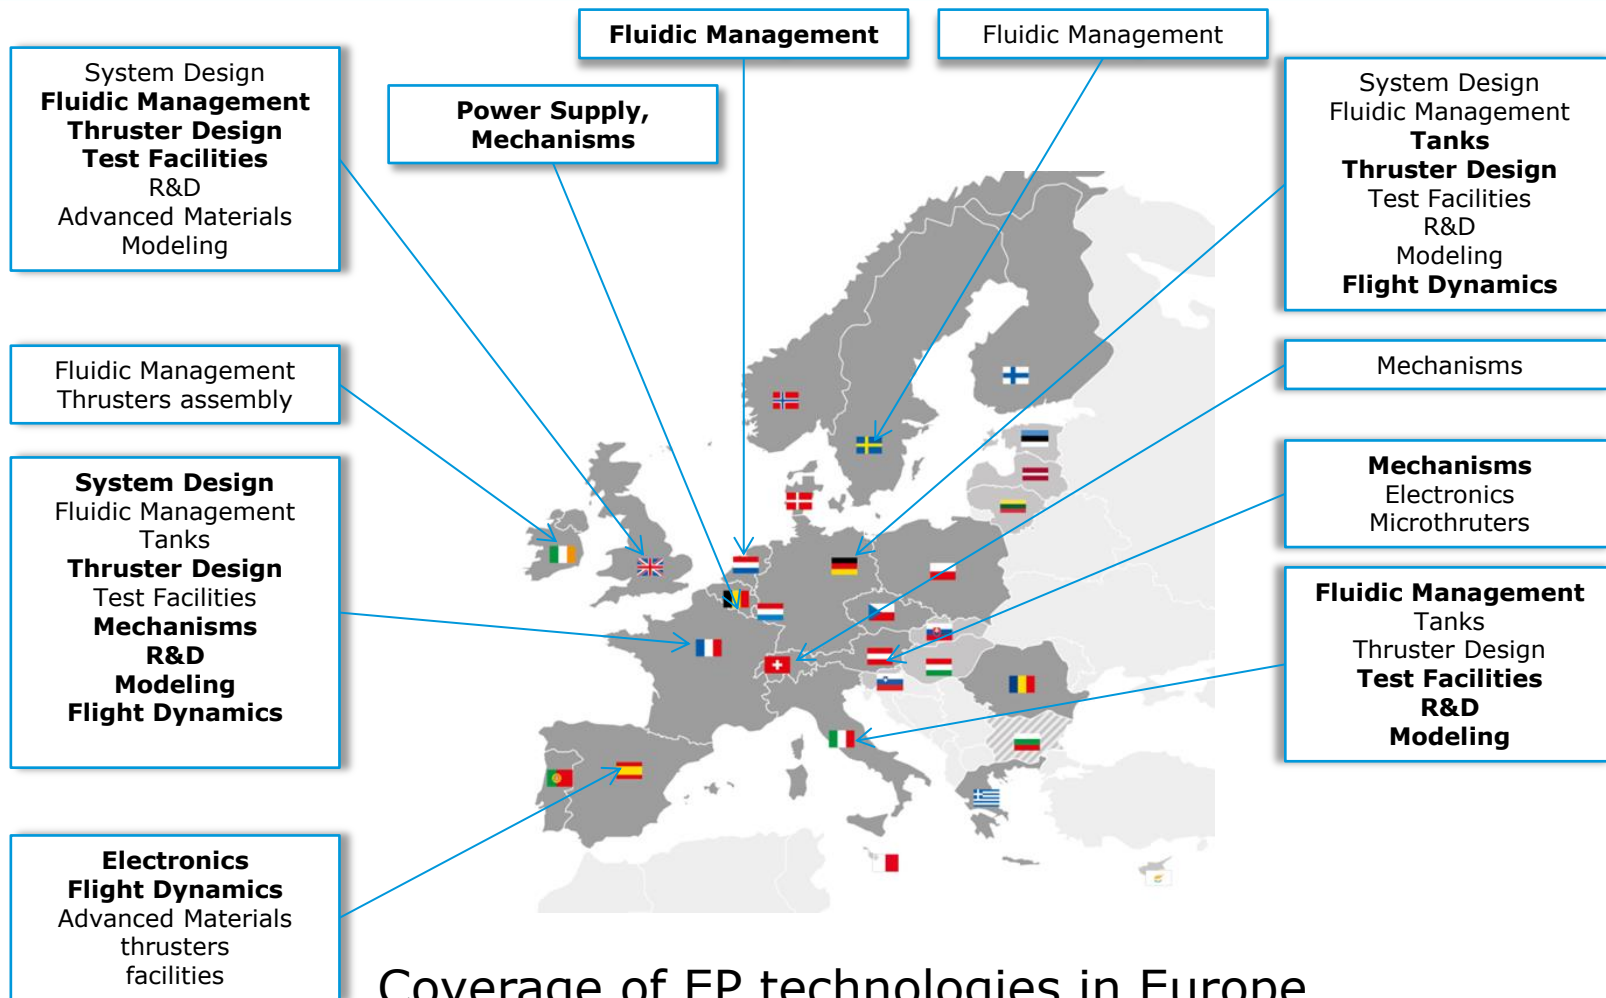 Fluidic Management
Fluidic Management
System Design
Fluidic Management
Thruster Design
Test Facilities
R&D
Advanced Materials
Modeling
Power Supply,
Mechanisms
System Design
Fluidic Management
Tanks
Thruster Design
Test Facilities
R&D
Modeling
Flight Dynamics
Fluidic Management
Thrusters assembly
Mechanisms
System Design
Fluidic Management
Tanks
Thruster Design
Test Facilities
Mechanisms
R&D
Modeling
Flight Dynamics
Mechanisms
Electronics
Microthruters
Fluidic Management
Tanks
Thruster Design
Test Facilities
R&D
Modeling
Electronics
Flight Dynamics
Advanced Materials
thrusters
facilities
Coverage of EP technologies in Europe